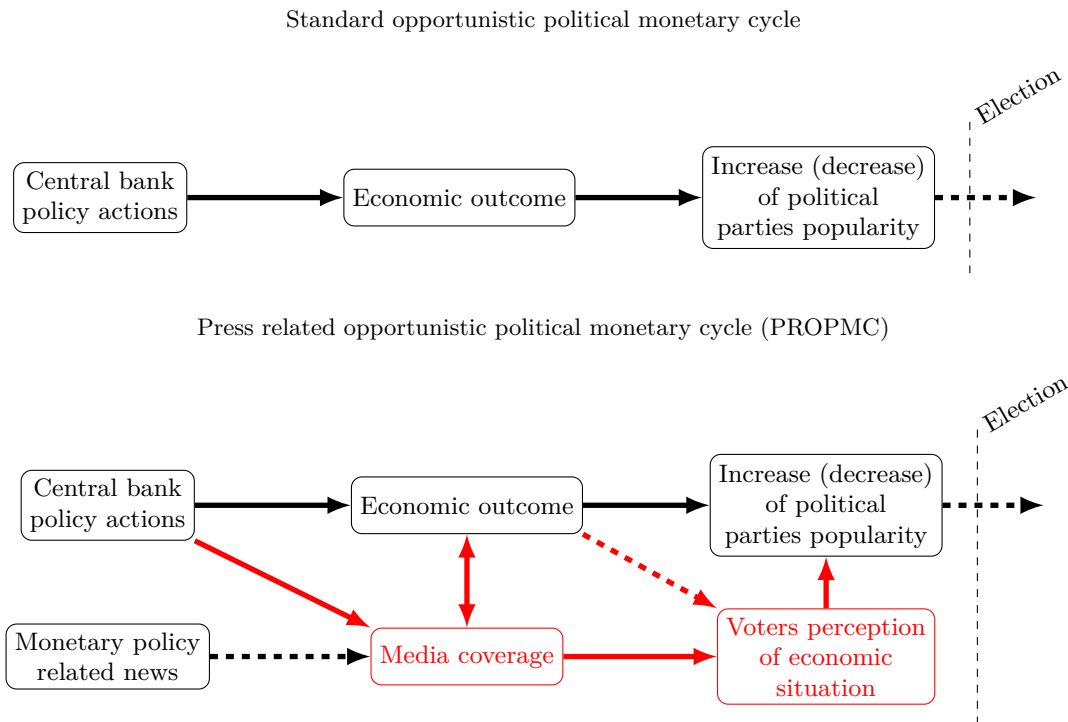 Standard opportunistic political monetary cycle
Election
Central bank
policy actions
Economic outcome
Increase (decrease)
of political
parties popularity
Press related opportunistic political monetary cycle (PROPMC)
Election
Central bank
policy actions
Economic outcome
Increase (decrease)
of political
parties popularity
Monetary policy
related news
Media coverage
Voters perception
of economic
situation